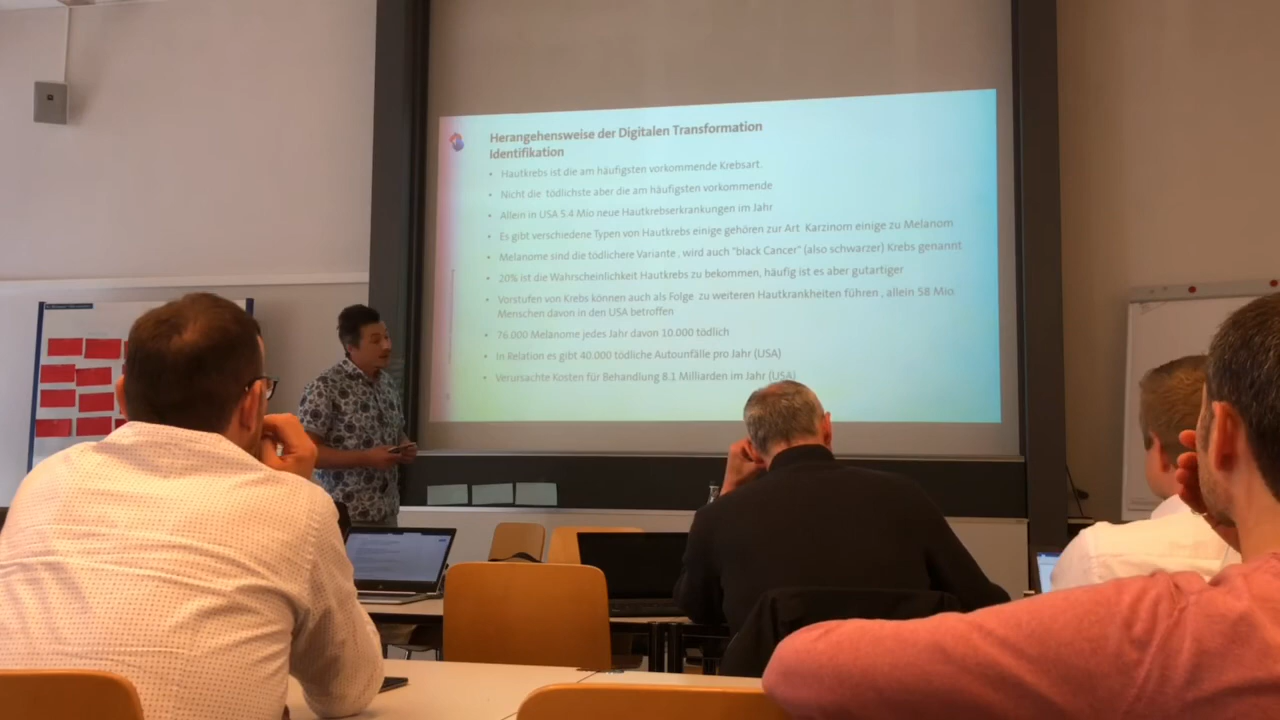 Herangehensweise der Digitalen Transformation
Identifikation
• Hautkrebs ist die am häufigsten vorkommende Krebsart.
• Nicht die tödlichste aber die am häufigsten vorkommende
• Allein in USA 5.4 Mio neue Hautkrebserkrankungen im Jahr
• Es gibt verschiedene Typen von Hautkrebs einige gehören zur Art Karzinom einige zu Melanom
• Melanome sind die tödlichere Variante , wird auch "black Cancer" (also schwarzer) Krebs genannt
• 20% ist die Wahrscheinlichkeit Hautkrebs zu bekommen, häufig ist es aber gutartiger
• Vorstufen von Krebs können auch als Folge zu weiteren Hautkrankheiten führen , allein 58 Mio
Menschen davon in den USA betroffen
• 76.000 Melanome jedes Jahr davon 10.000 tödlich
• In Relation es gibt 40.000 tödliche Autounfälle pro Jahr (USA)
• Verursachte Kosten für Behandlung 8.1 Milliarden im Jahr (USA)